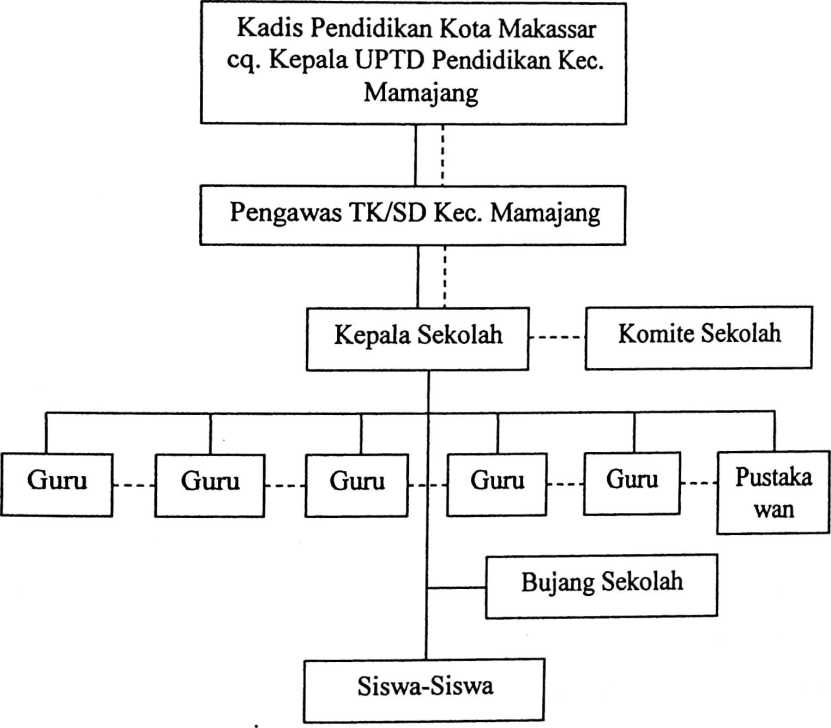 Kadis Pendidikan Kota Makassar
cq. Kepala UPTD Pendidikan Kec.
Mamajang
Pengawas TK/SD Kec. Mamajang
Kepala Sekolah
Komite Sekolah
Guru
Guru
Guru
Guru
Guru
Pustaka
wan
Bujang Sekolah
Siswa-Siswa